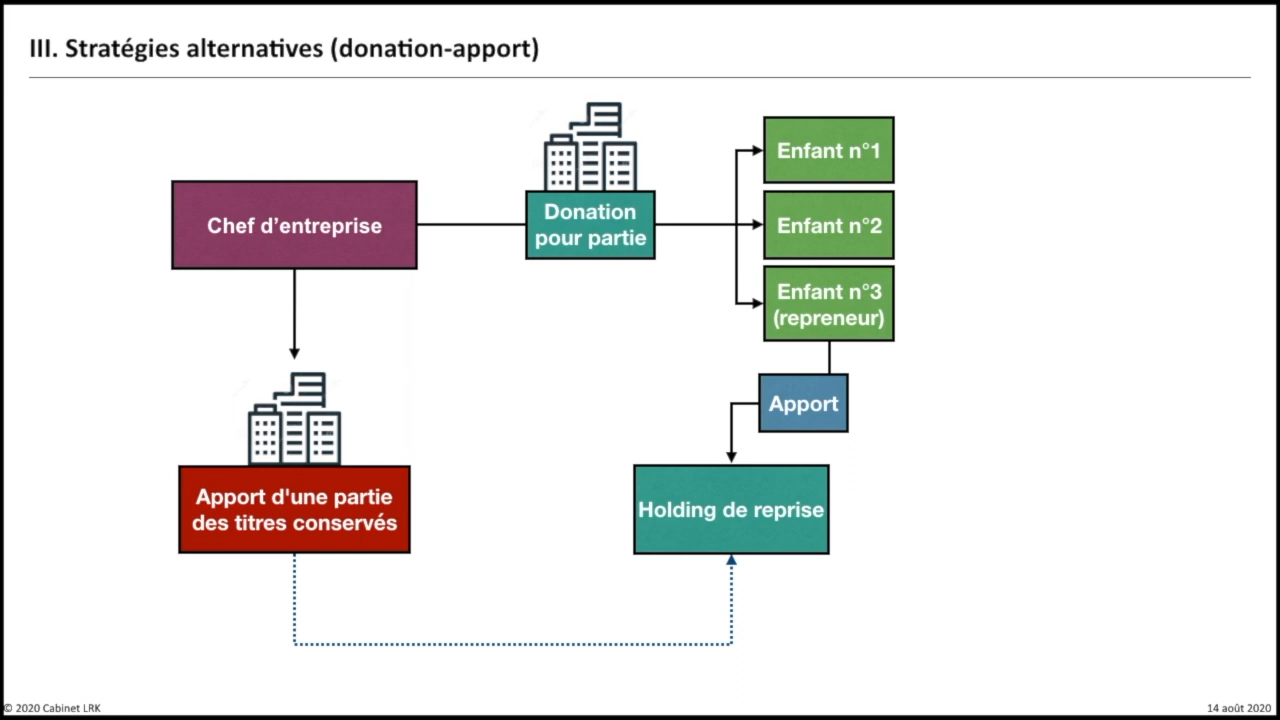 III. Stratégies alternatives (donation-apport)
Chef d’entreprise
Donation
pour partie
Enfant n°1
Enfant n°2
Enfant n°3
(repreneur)
Apport
Apport d'une partie
des titres conservés
Holding de reprise
© 2020 Cabinet LRK
14 août 2020